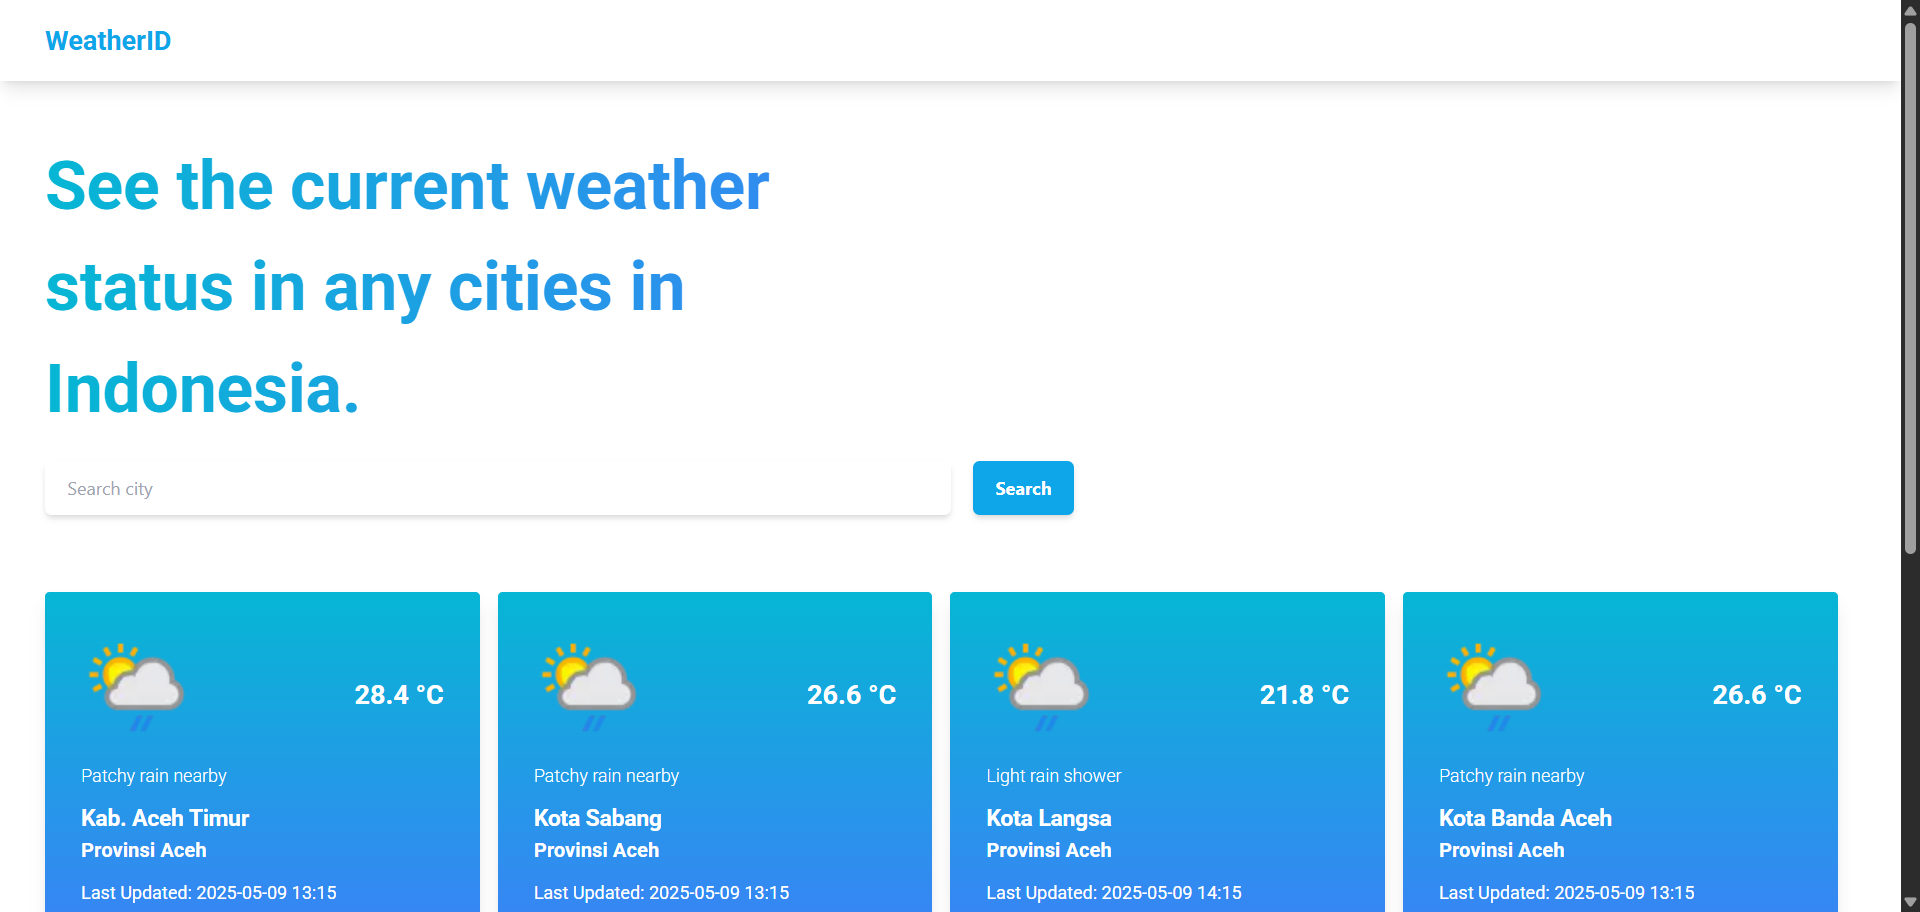 WeatherID
See the current weather
status in any cities in
Indonesia.
Search city
Search
28.4 °C
Patchy rain nearby
Kab. Aceh Timur
Provinsi Aceh
Last Updated: 2025-05-09 13:15
26.6 °C
Patchy rain nearby
Kota Sabang
Provinsi Aceh
Last Updated: 2025-05-09 13:15
21.8 °C
Light rain shower
Kota Langsa
Provinsi Aceh
Last Updated: 2025-05-09 14:15
26.6 °C
Patchy rain nearby
Kota Banda Aceh
Provinsi Aceh
Last Updated: 2025-05-09 13:15